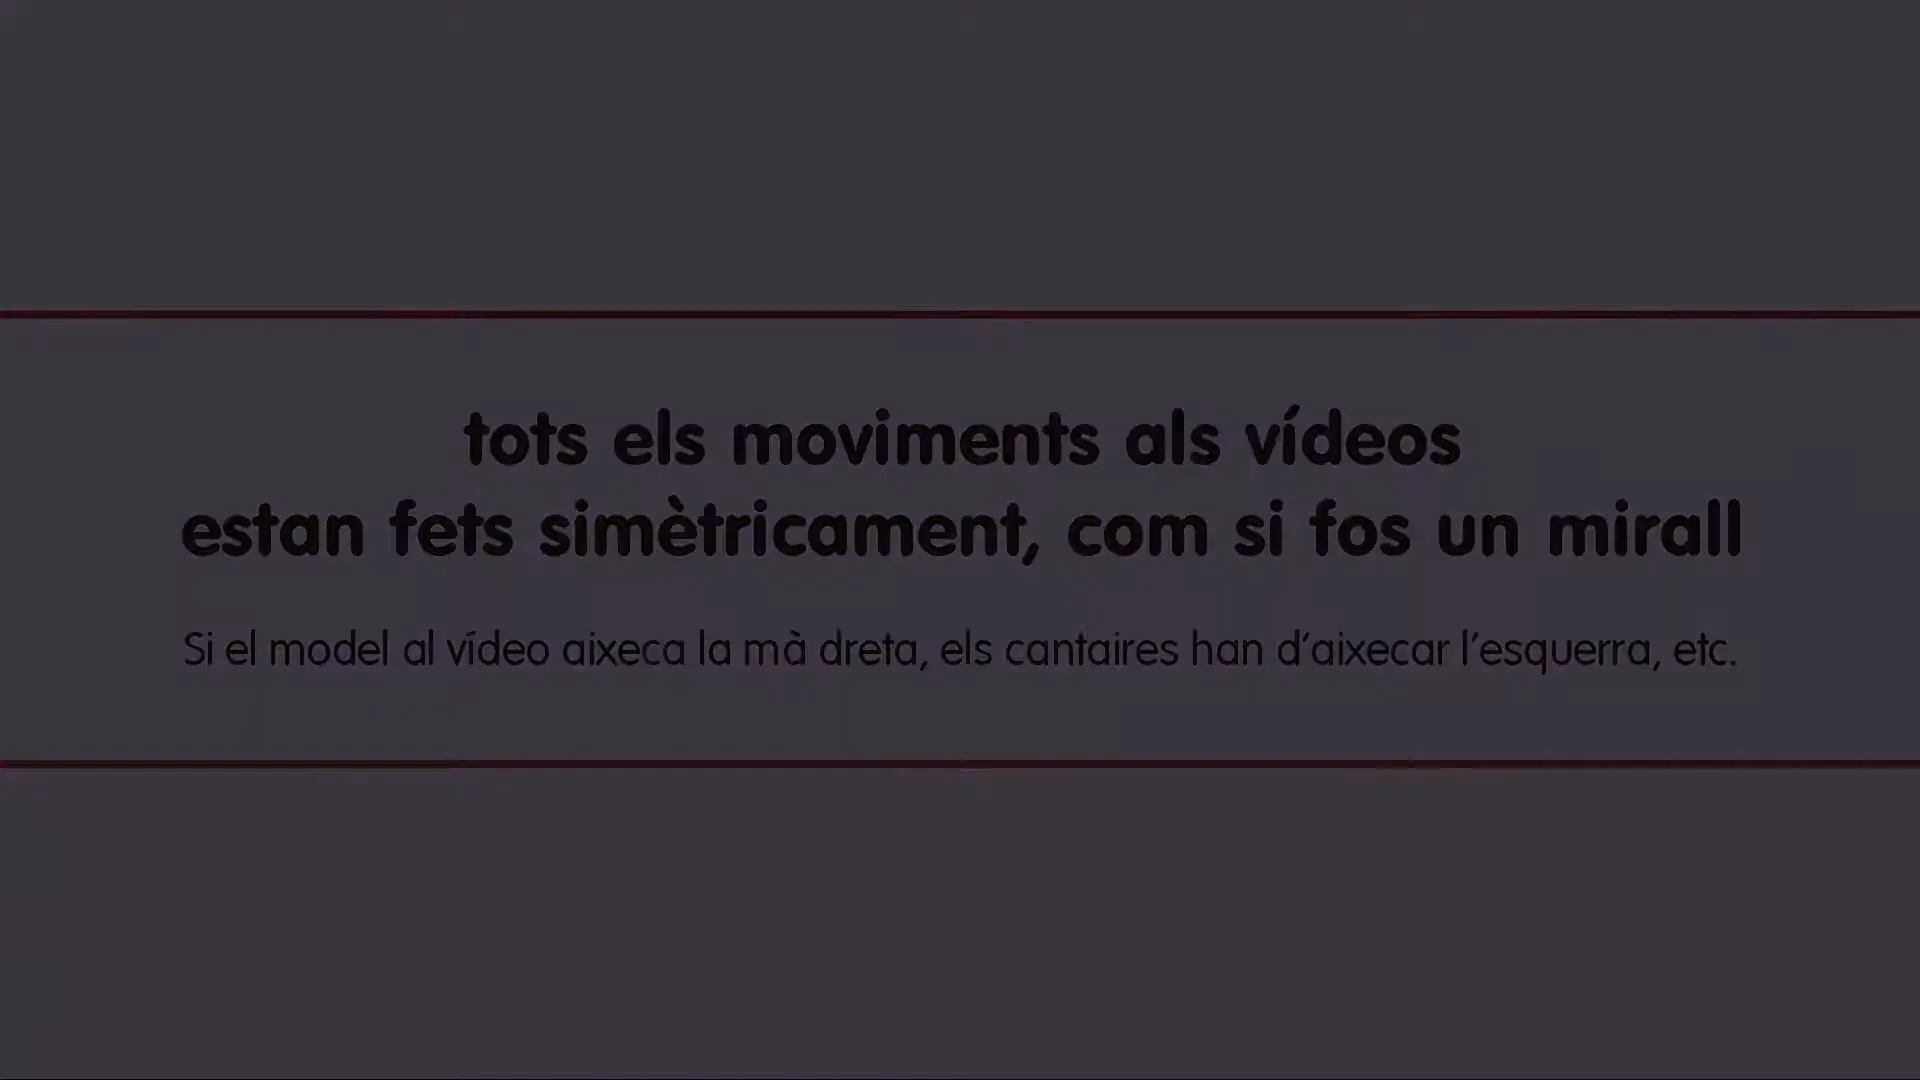 tots els moviments als vídeos
estan fets simètricament, com si fos un mirall
Si el model al vídeo aixeca la mà dreta, els cantaires han d’aixecar l’esquerra, etc.